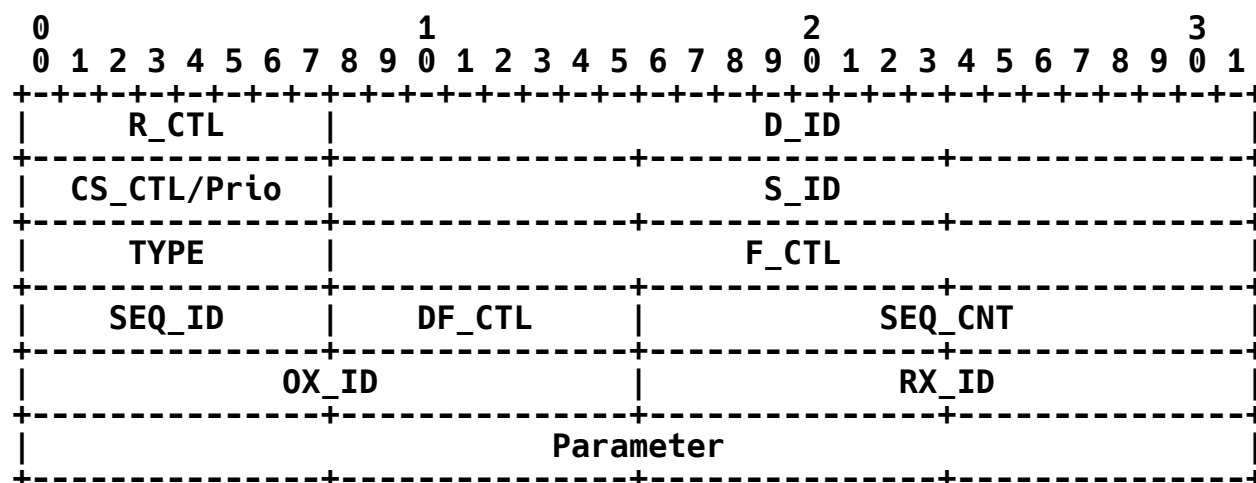 0                   1                   2                   3
0 1 2 3 4 5 6 7 8 9 0 1 2 3 4 5 6 7 8 9 0 1 2 3 4 5 6 7 8 9 0 1
+-+-+-+-+-+-+-+-+-+-+-+-+-+-+-+-+-+-+-+-+-+-+-+-+-+-+-+-+-+-+-+-+
|     R_CTL     |                      D_ID                     |
+---------------+---------------+---------------+---------------+
|  CS_CTL/Prio  |                      S_ID                     |
+---------------+---------------+---------------+---------------+
|     TYPE      |                     F_CTL                     |
+---------------+---------------+---------------+---------------+
|    SEQ_ID     |    DF_CTL     |            SEQ_CNT            |
+---------------+---------------+---------------+---------------+
|             OX_ID             |             RX_ID             |
+---------------+---------------+---------------+---------------+
|                           Parameter                           |
+---------------+---------------+---------------+---------------+